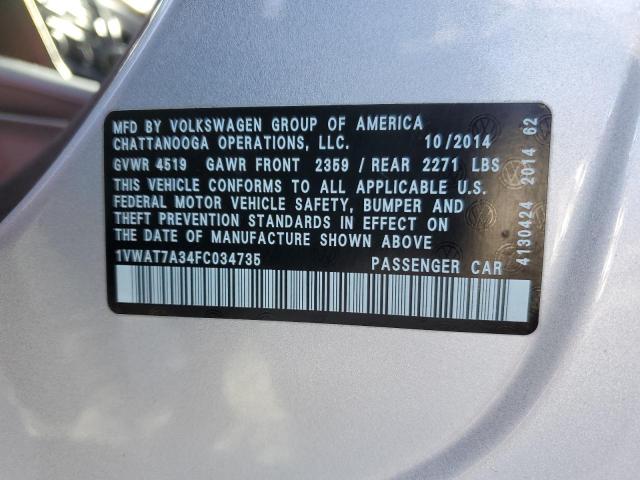 MFD BY VOLKSWAGEN GROUP OF AMERICA
CHATTANOOGA OPERATIONS, LLC. 10/2014
GVWR 4519 GAWR FRONT 2359 / REAR 2271 LBS
THIS VEHICLE CONFORMS TO ALL APPLICABLE U.S.
FEDERAL MOTOR VEHICLE SAFETY, BUMPER AND
THEFT PREVENTION STANDARDS IN EFFECT ON
THE DATE OF MANUFACTURE SHOWN ABOVE
1VWAT7A34FC034735 PASSENGER CAR
4130424 2014 62